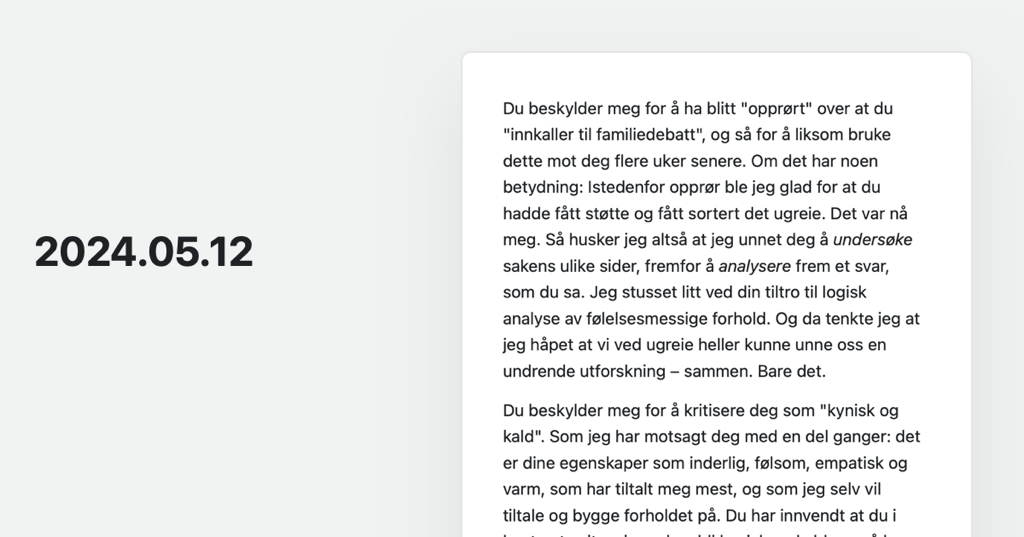 2024.05.12
Du beskylder meg for å ha blitt "opprørt" over at du
"innkaller til familiedebatt", og så for å liksom bruke
dette mot deg flere uker senere. Om det har noen
betydning: Istedenfor opprør ble jeg glad for at du
hadde fått støtte og fått sortert det ugreie. Det var nå
meg. Så husker jeg altså at jeg unnet deg å undersøke
sakens ulike sider, fremfor å analysere frem et svar,
som du sa. Jeg stusset litt ved din tiltro til logisk
analyse av følelsesmessige forhold. Og da tenkte jeg at
jeg håpet at vi ved ugreie heller kunne unne oss en
undrende utforskning – sammen. Bare det.
Du beskylder meg for å kritisere deg som "kynisk og
kald". Som jeg har motsagt deg med en del ganger: det
er dine egenskaper som inderlig, følsom, empatisk og
varm, som har tiltalt meg mest, og som jeg selv vil
tiltale og bygge forholdet på. Du har innvendt at du i